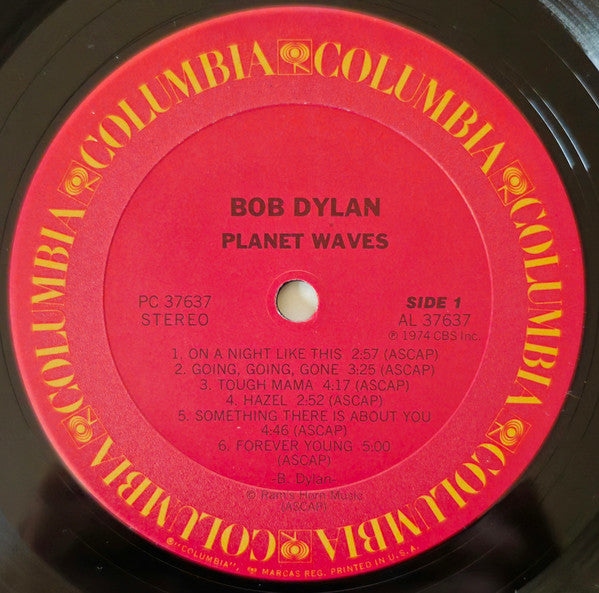 COLUMBIA COLUMBIA COLUMBIA COLUMBIA COLUMBIA COLUMBIA
BOB DYLAN
PLANET WAVES
PC 37637
STEREO
SIDE 1
AL 37637
℗ 1974 CBS Inc.
1. ON A NIGHT LIKE THIS 2:57 (ASCAP)
2. GOING, GOING, GONE 3:25 (ASCAP)
3. TOUGH MAMA 4:17 (ASCAP)
4. HAZEL 2:52 (ASCAP)
5. SOMETHING THERE IS ABOUT YOU
4:46 (ASCAP)
6. FOREVER YOUNG 5:00
(ASCAP)
-B. Dylan-
© Ram's Horn Music
(ASCAP)
"COLUMBIA", MARCAS REG. PRINTED IN U.S.A.